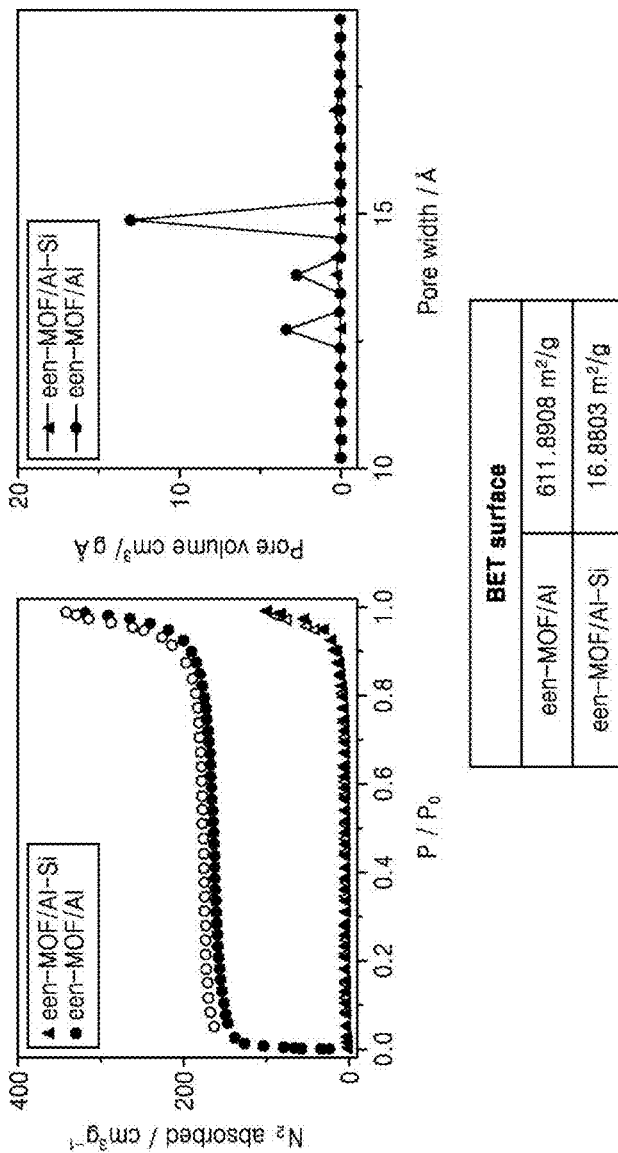 een-MOF/Al-Si
een-MOF/Al
N₂ absorbed / cm³g⁻¹
400
200
0
0.0
0.2
0.4
0.6
0.8
1.0
P / P₀
een-MOF/Al-Si
een-MOF/Al
Pore volume cm³/ g Å
20
10
0
10
15
Pore width / Å
BET surface
een-MOF/Al 611.8908 m²/g
een-MOF/Al-Si 16.8803 m²/g